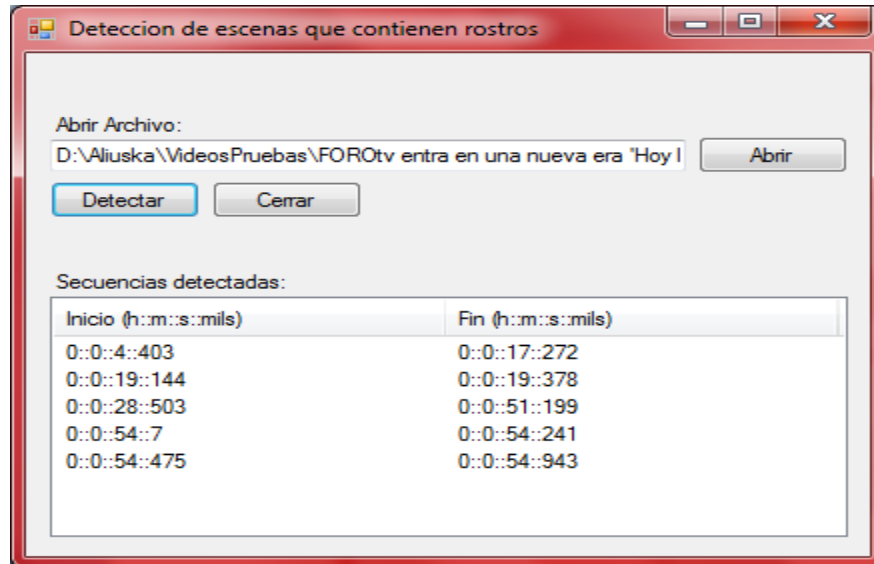 Deteccion de escenas que contienen rostros
Abrir Archivo:
D:\Aliuska\VideosPruebas\FOROtv entra en una nueva era "Hoy l Abrir
Detectar Cerrar
Secuencias detectadas:
Inicio (h::m::s::mils) Fin (h::m::s::mils)
0::0::4::403 0::0::17::272
0::0::19::144 0::0::19::378
0::0::28::503 0::0::51::199
0::0::54::7 0::0::54::241
0::0::54::475 0::0::54::943